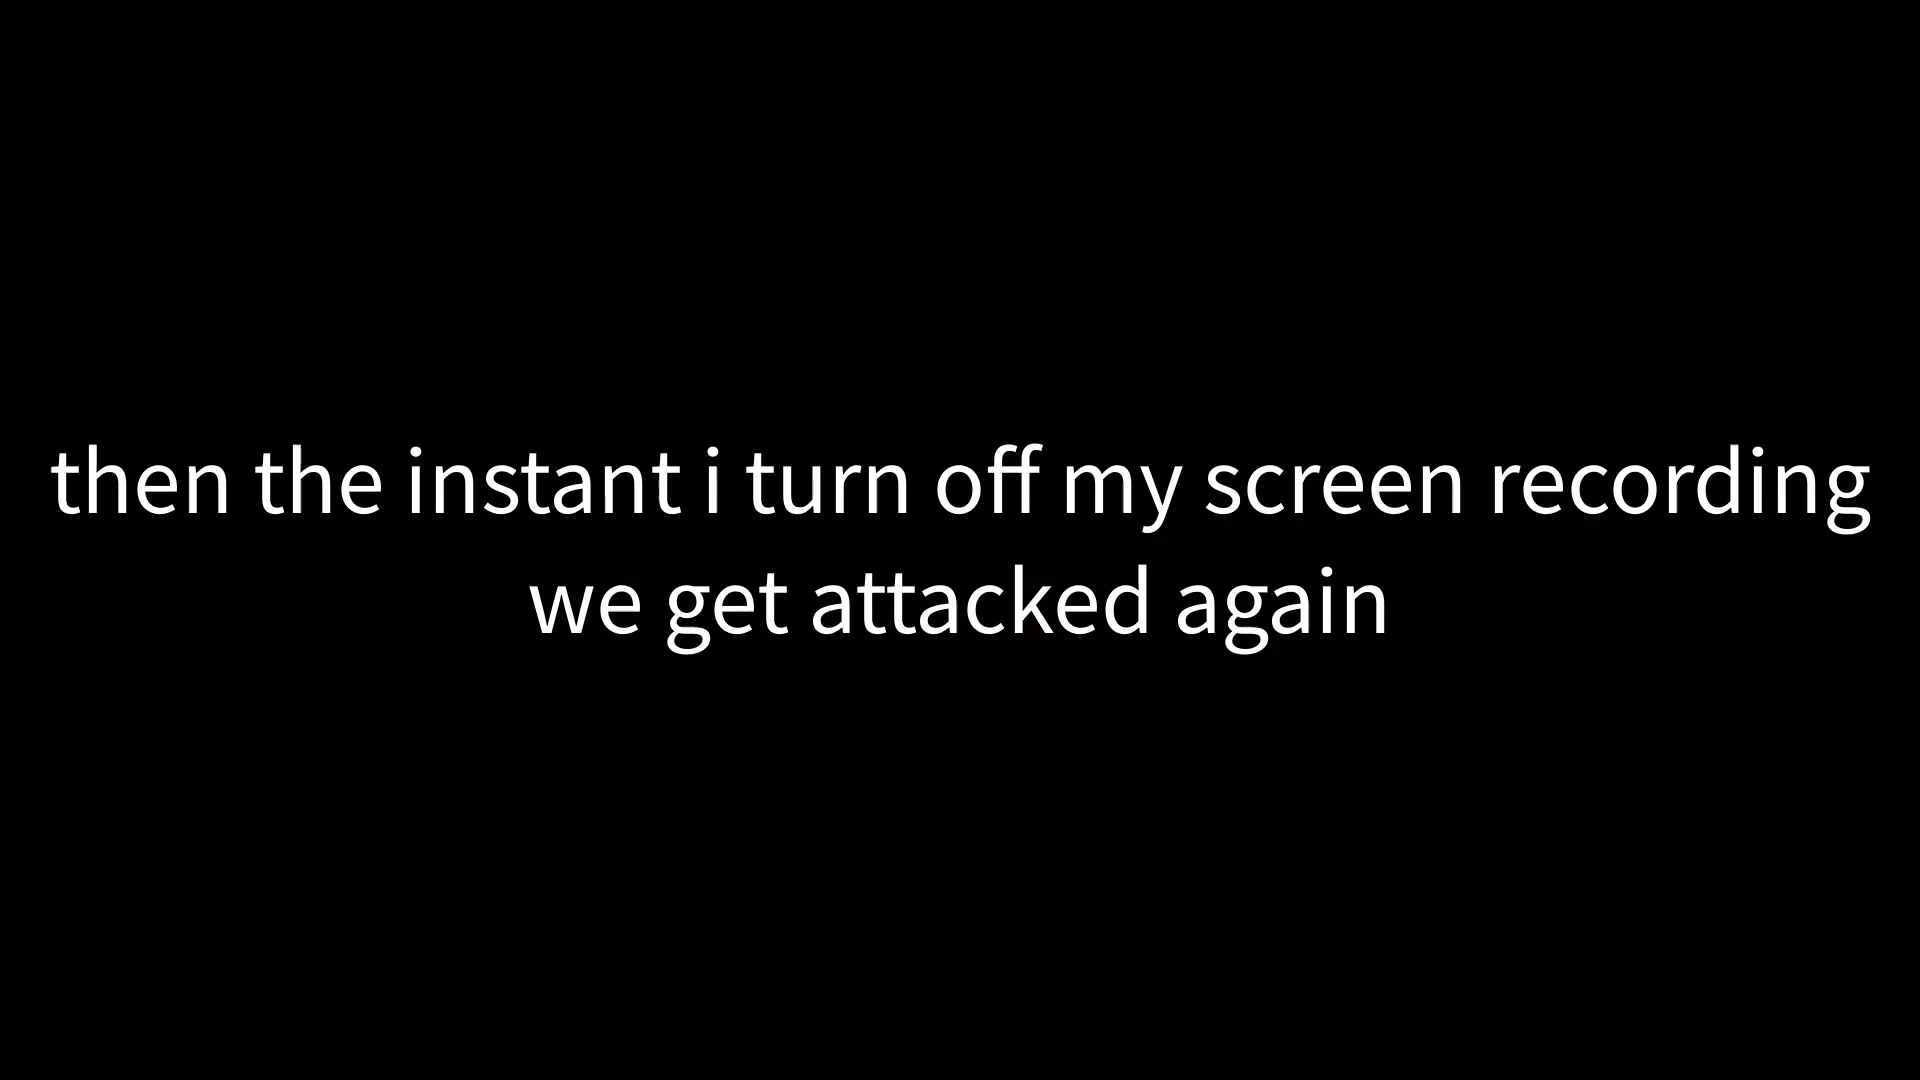 then the instant i turn off my screen recording
we get attacked again